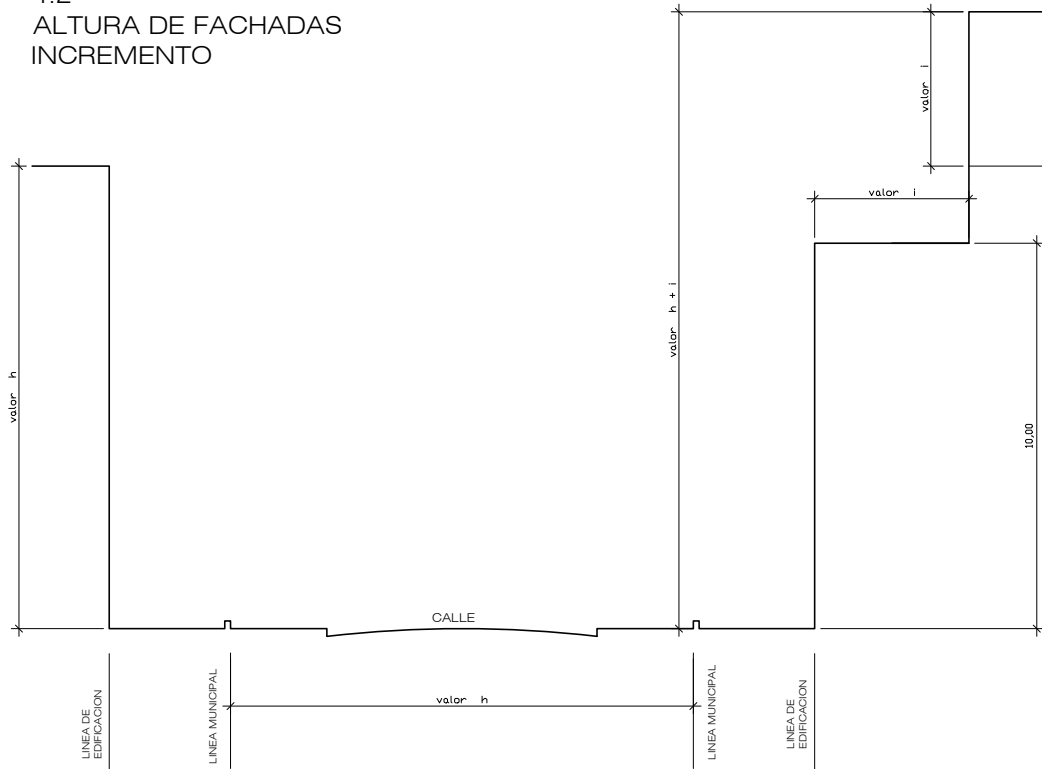 ALTURA DE FACHADAS
INCREMENTO
valor i
valor i
valor h + i
valor h
10,00
CALLE
valor h
LINEA DE
EDIFICACION
LINEA MUNICIPAL
LINEA MUNICIPAL
LINEA DE
EDIFICACION